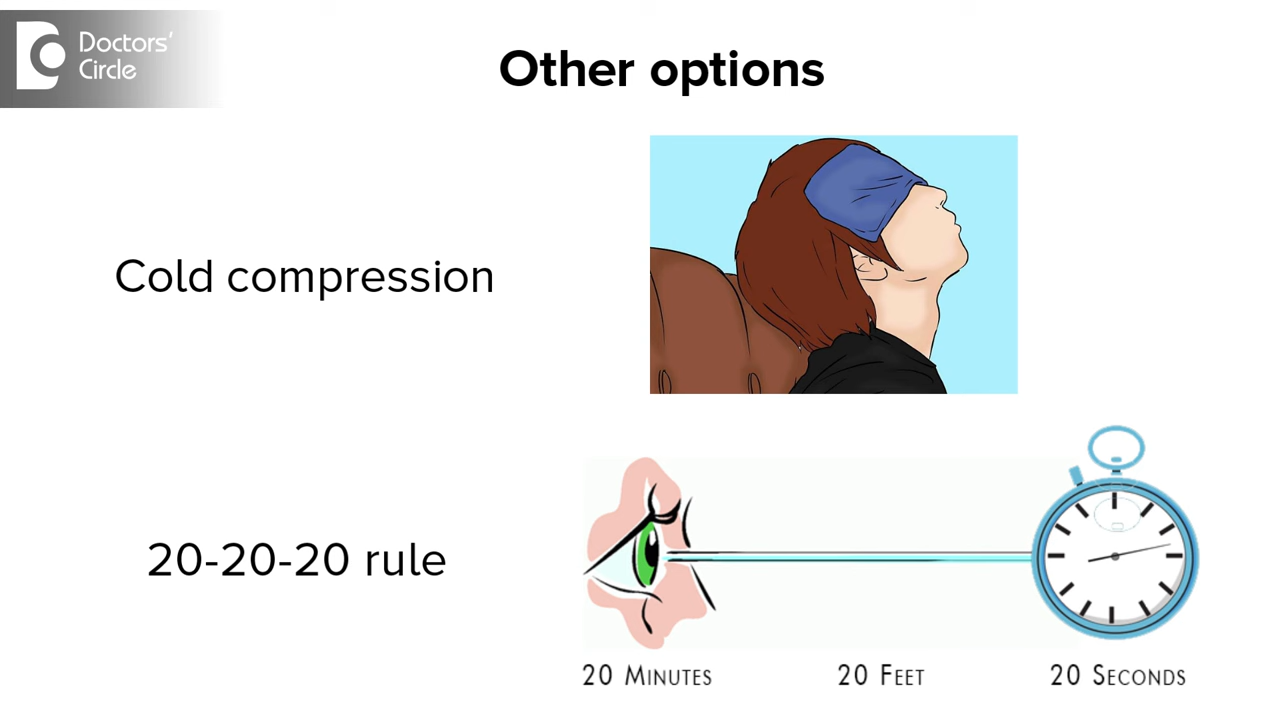 Doctors'
Circle
Other options
Cold compression
20-20-20 rule
20 MINUTES
20 FEET
20 SECONDS